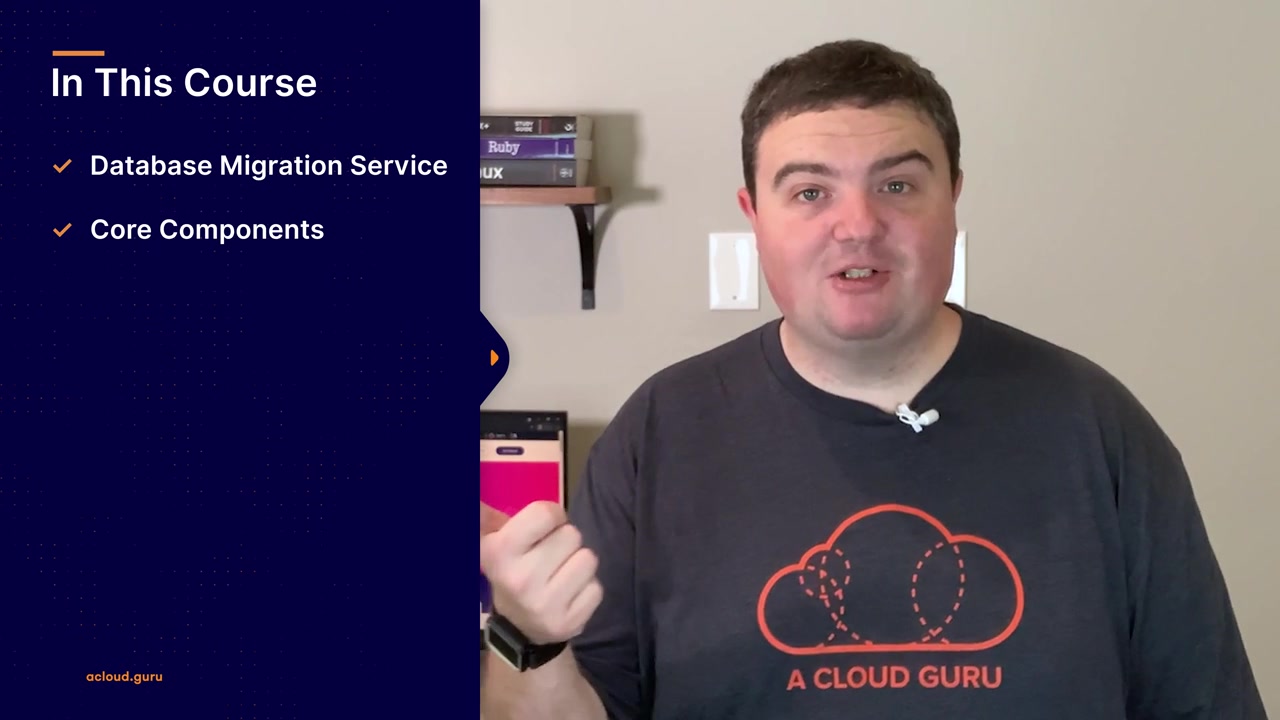 In This Course
Database Migration Service
Core Components
acloud.guru
STUDY
GUIDE
Ruby
UX
A CLOUD GURU